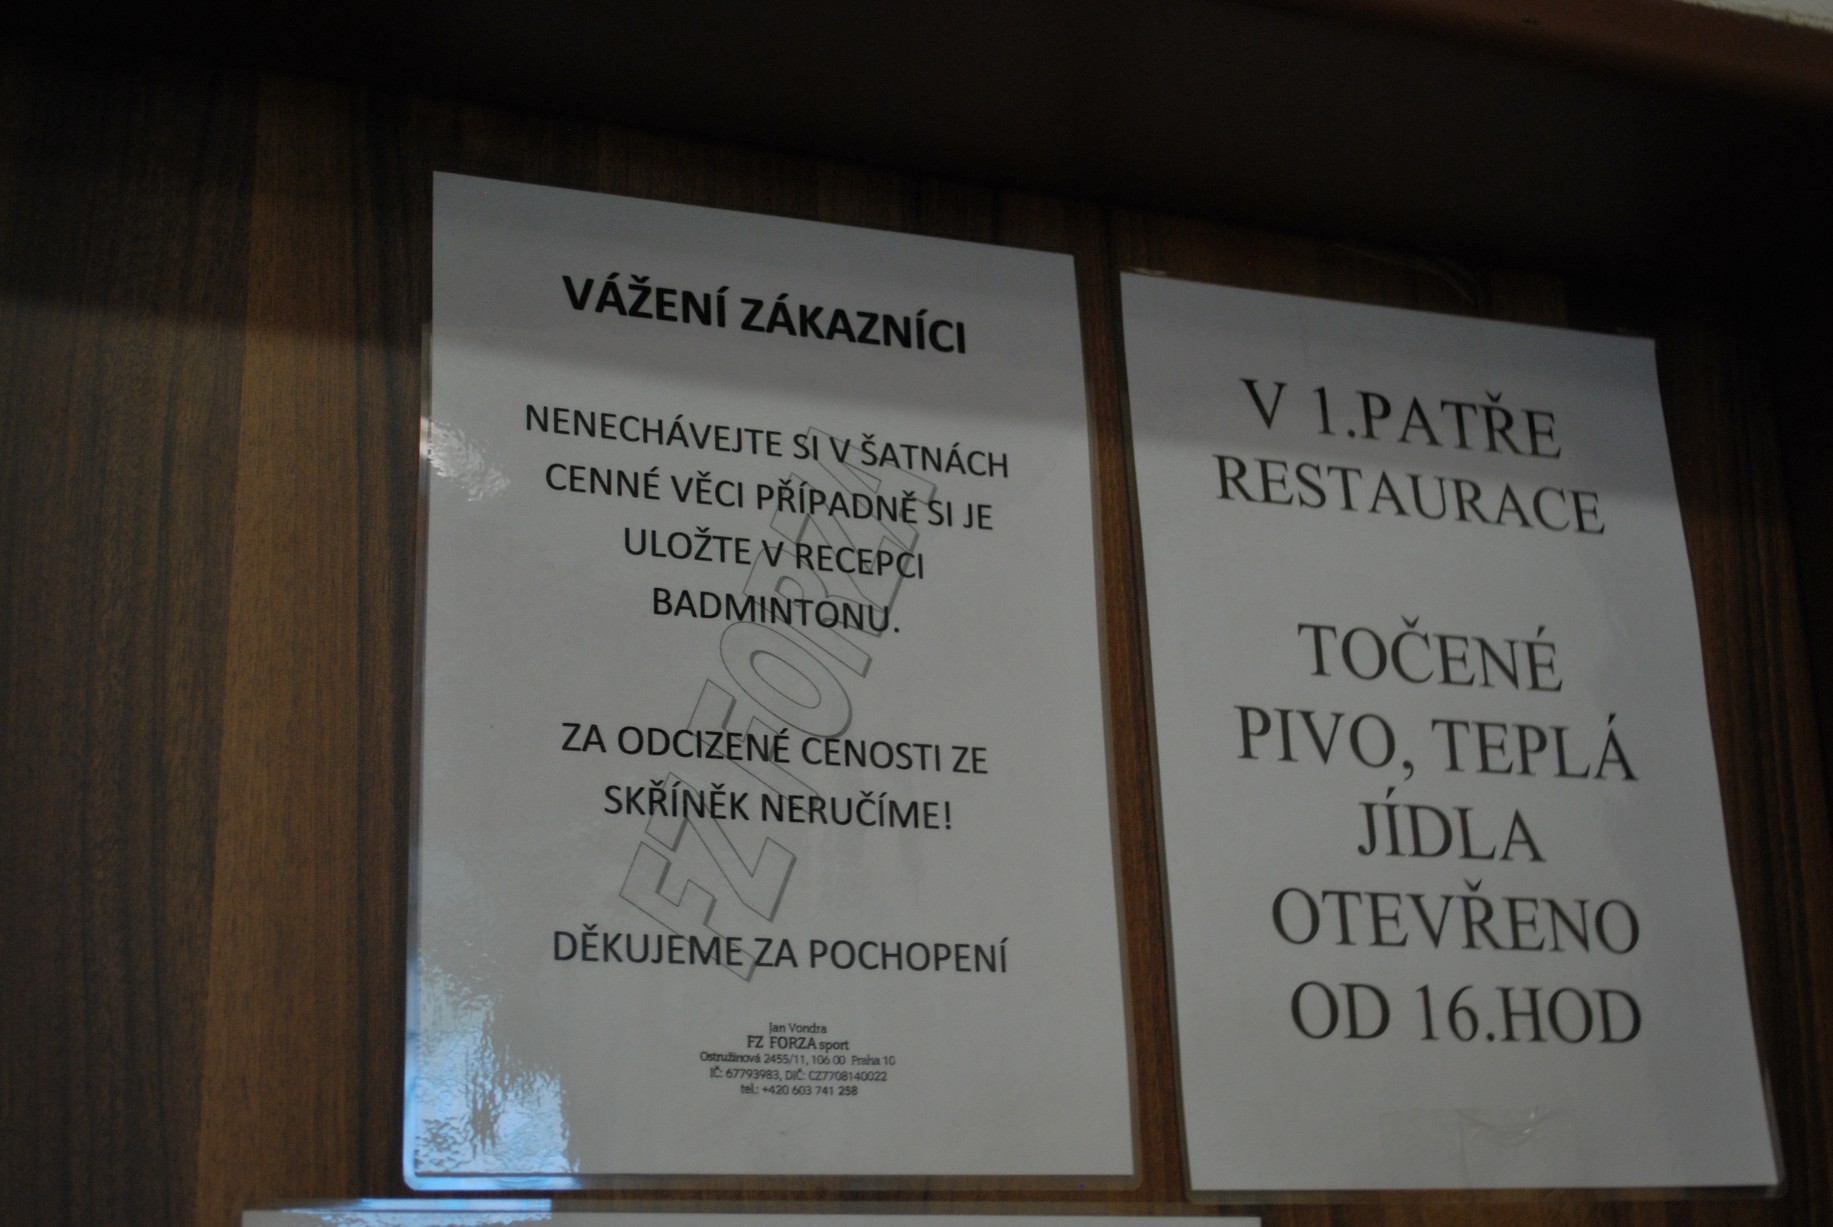 VÁŽENÍ ZÁKAZNÍCI
NENECHÁVEJTE SI V ŠATNÁCH
CENNÉ VĚCI PŘÍPADNĚ SI JE
ULOŽTE V RECEPCI
BADMINTONU.
ZA ODCIZENÉ CENOSTI ZE
SKŘÍNĚK NERUČÍME!
DĚKUJEME ZA POCHOPENÍ
FZ FORZA
Jan Vondra
FZ FORZA sport
Ostružinová 2455/11, 106 00 Praha 10
IČ: 67793983, DIČ: CZ7708140022
tel.: +420 603 741 258
V 1.PATŘE
RESTAURACE
TOČENÉ
PIVO, TEPLÁ
JÍDLA
OTEVŘENO
OD 16.HOD